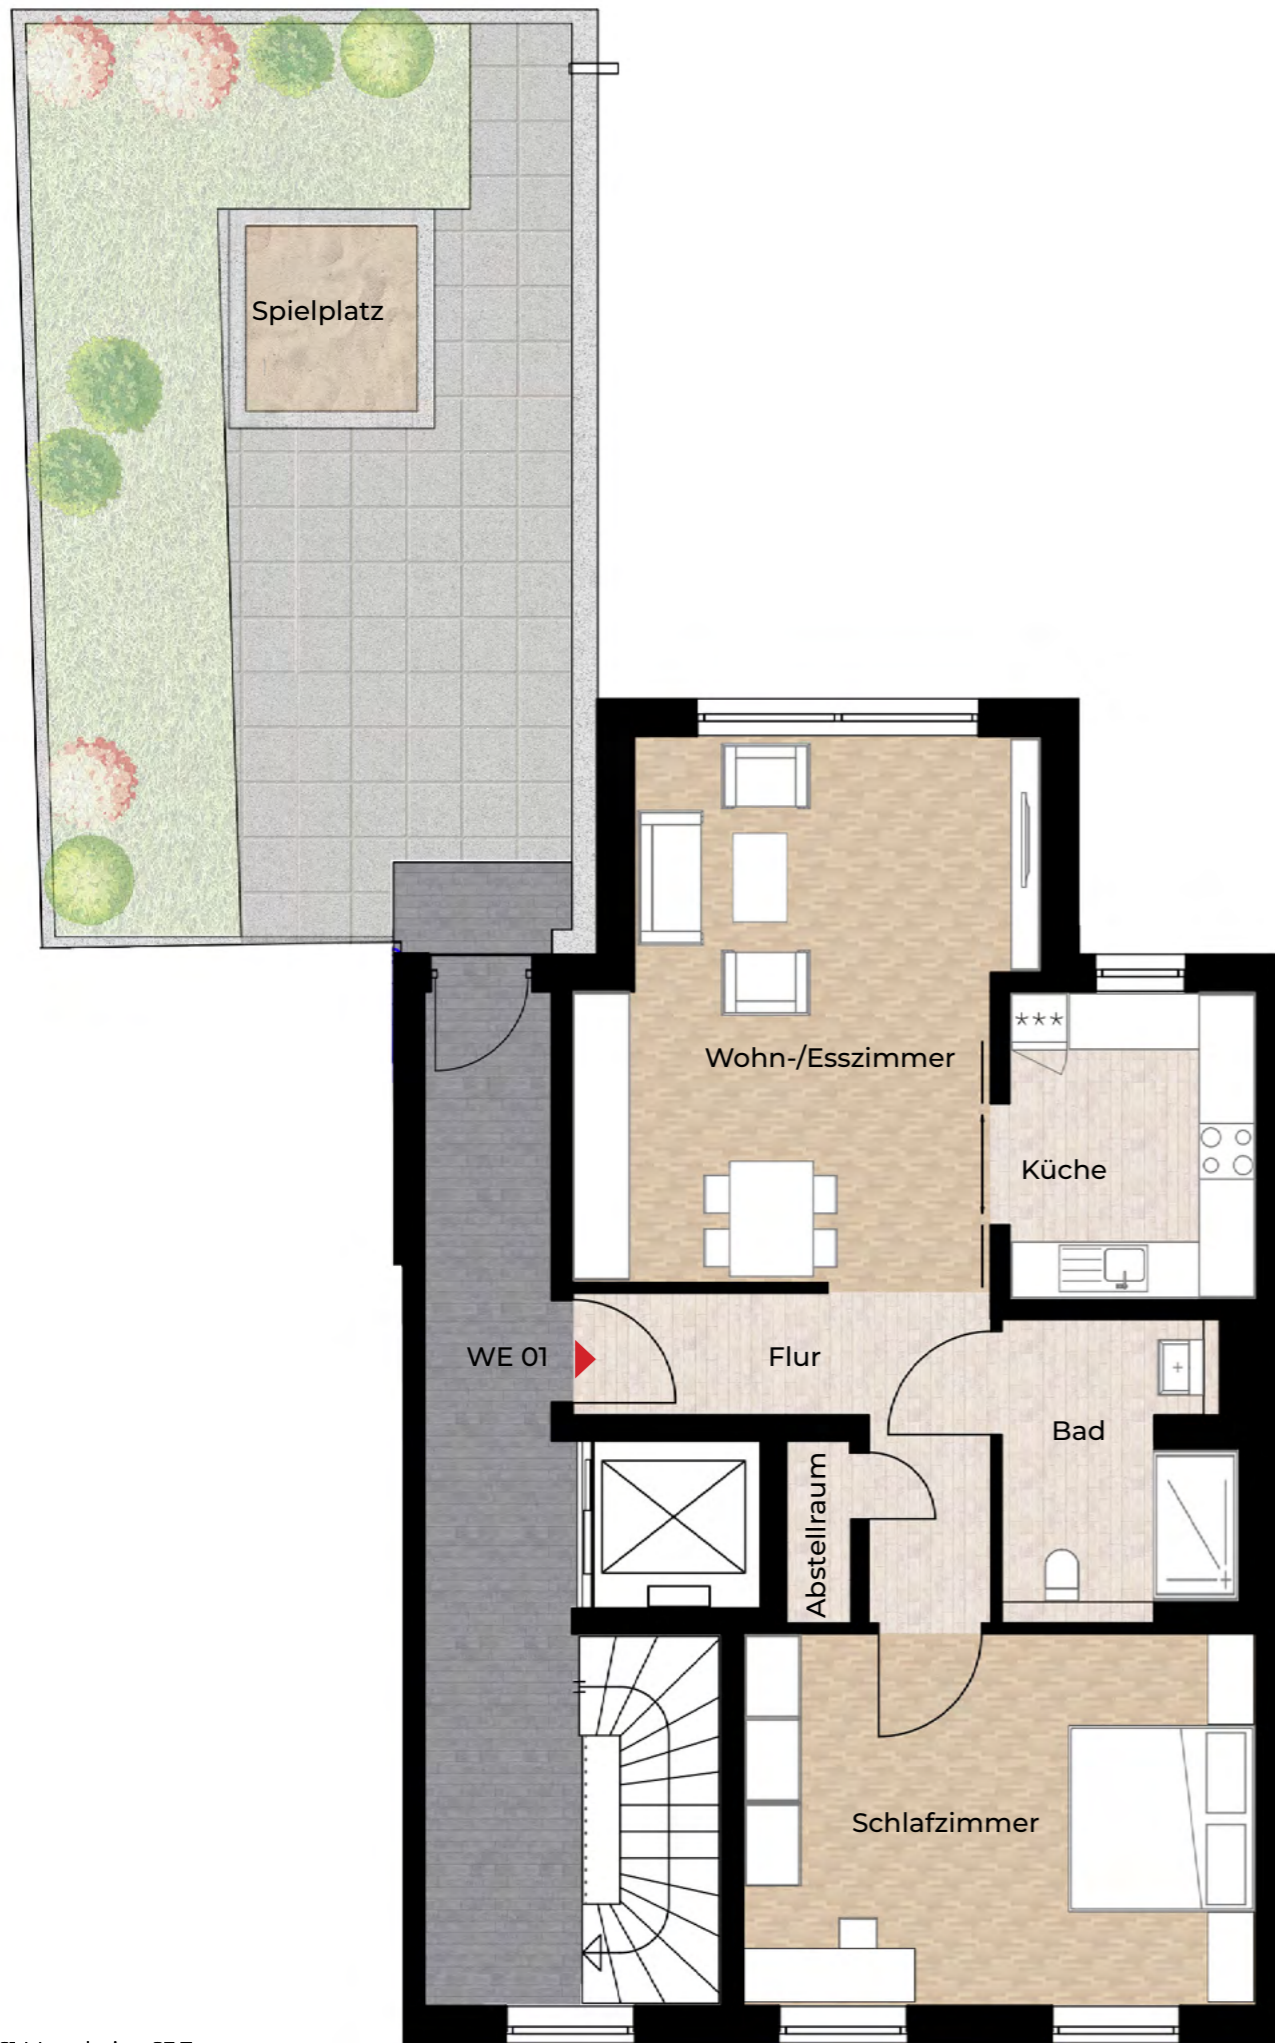 Spielplatz
Wohn-/Esszimmer
Küche
WE 01
Flur
Bad
Abstellraum
Schlafzimmer